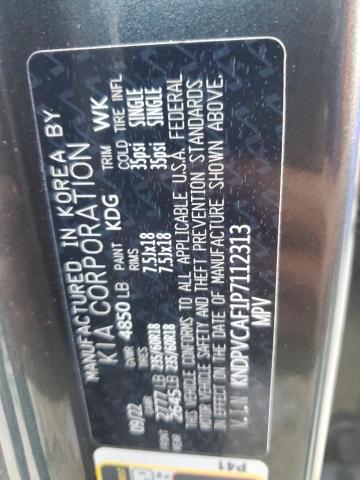 MANUFACTURED IN KOREA BY
KIA CORPORATION
09/22 GVWR 4850 LB PAINT KDG TRIM WK
GAWR TIRES RIMS COLD TIRE INFL
FRONT 2777 LB 235/60R18 7.5Jx18 35psi SINGLE
REAR 2645 LB 235/60R18 7.5Jx18 35psi SINGLE
THIS VEHICLE CONFORMS TO ALL APPLICABLE U.S.A. FEDERAL
MOTOR VEHICLE SAFETY AND THEFT PREVENTION STANDARDS
IN EFFECT ON THE DATE OF MANUFACTURE SHOWN ABOVE.
V.I.N KNDPVCAF1P7112313
MPV
P41